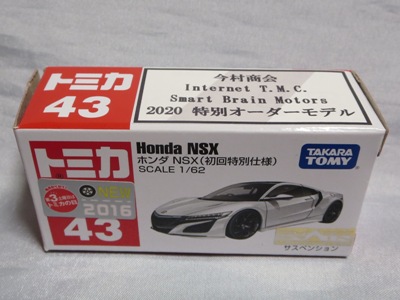 トミカ
43
今村商会
Internet T.M.C.
Smart Brain Motors
2020 特別オーダーモデル
トミカ
Honda NSX
ホンダ NSX(初回特別仕様)
SCALE 1/62
TAKARA
TOMY
NEW
2016
43
サスペンション